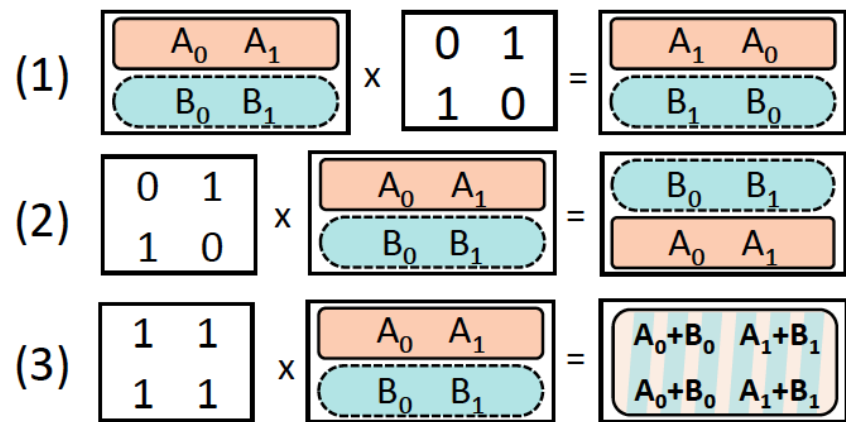 A₀ A₁ 0 1 A₁ A₀
(1) x =
B₀ B₁ 1 0 B₁ B₀
0 1 A₀ A₁ B₀ B₁
(2) x =
1 0 B₀ B₁ A₀ A₁
1 1 A₀ A₁ A₀+B₀ A₁+B₁
(3) x =
1 1 B₀ B₁ A₀+B₀ A₁+B₁